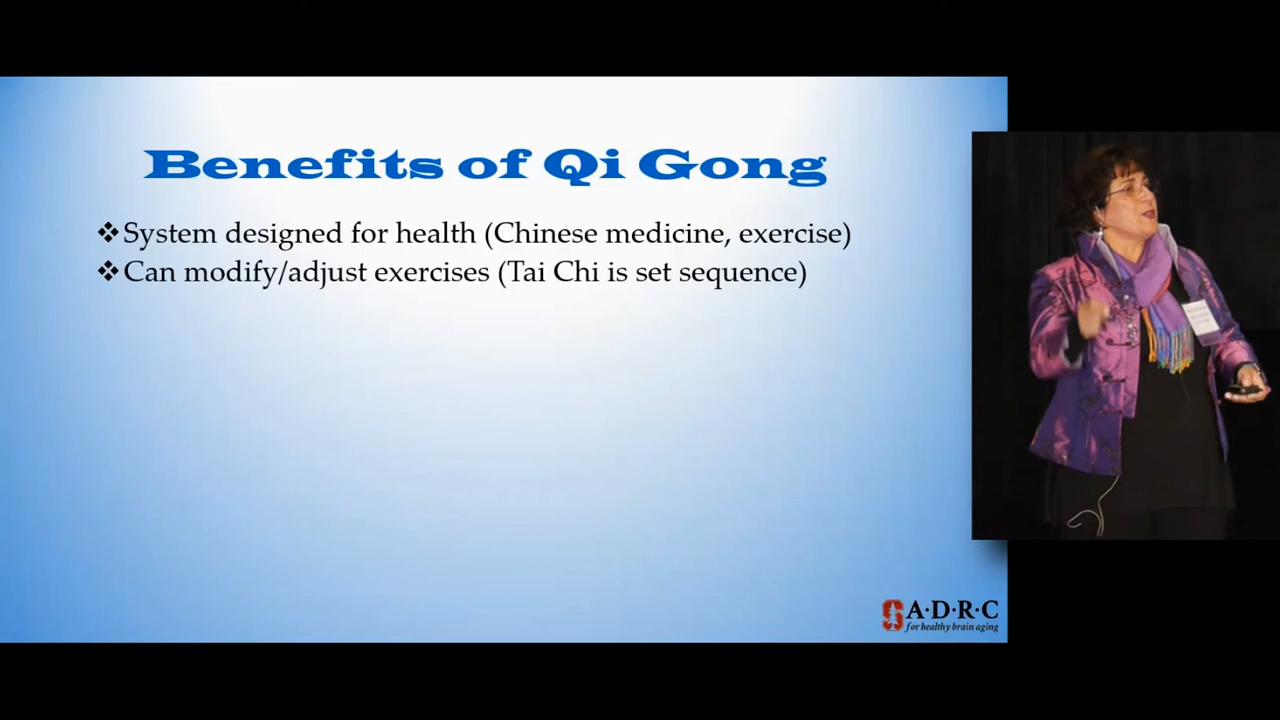 Benefits of Qi Gong
❖System designed for health (Chinese medicine, exercise)
❖Can modify/adjust exercises (Tai Chi is set sequence)
A·D·R·C
for healthy brain aging